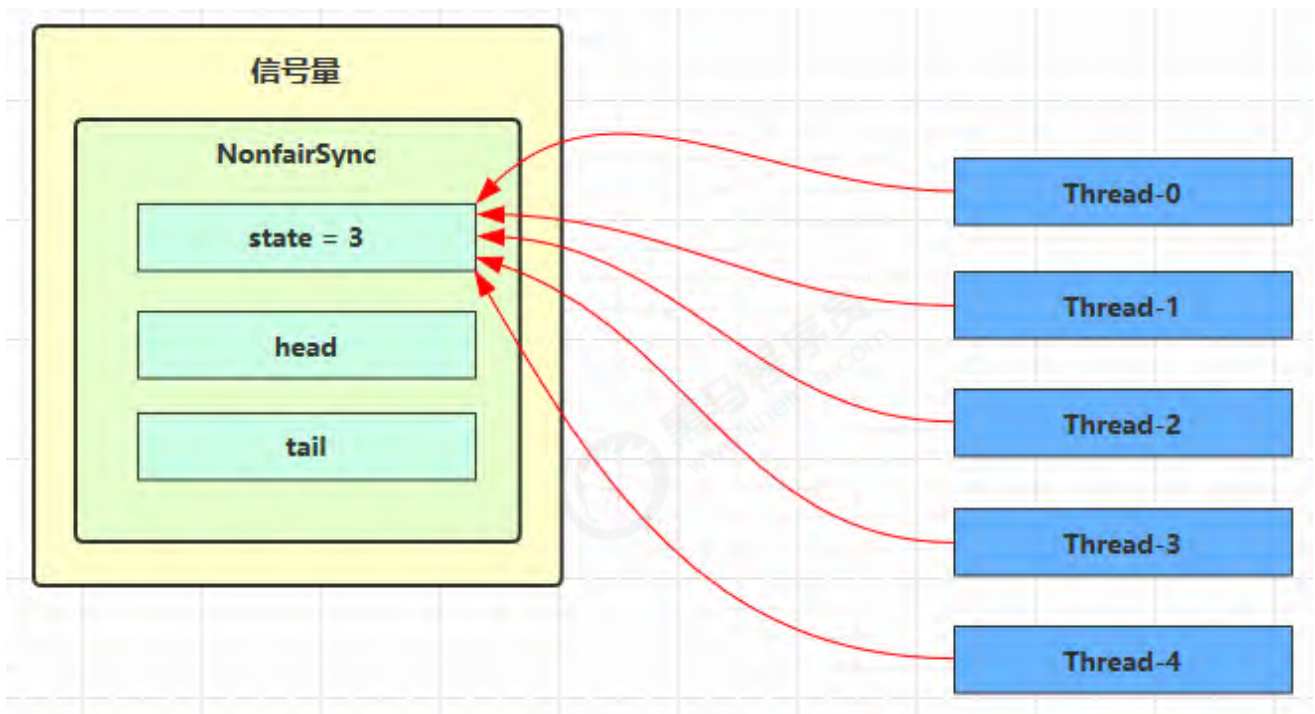 信号量
NonfairSync
state = 3
head
tail
Thread-0
Thread-1
Thread-2
Thread-3
Thread-4